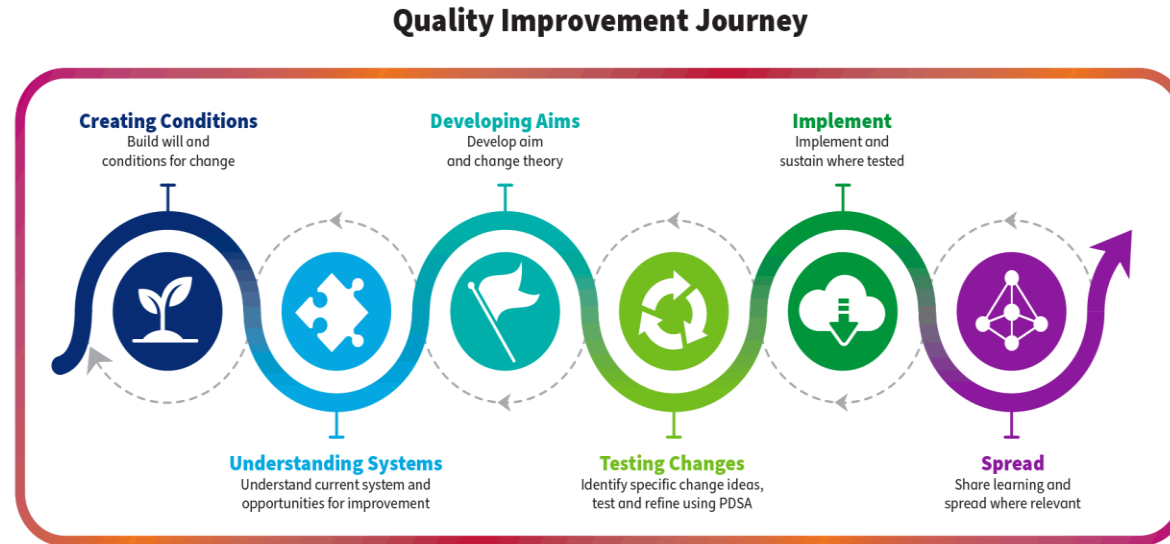 Quality Improvement Journey
Creating Conditions
Build will and
conditions for change
Understanding Systems
Understand current system and
opportunities for improvement
Developing Aims
Develop aim
and change theory
Testing Changes
Identify specific change ideas,
test and refine using PDSA
Implement
Implement and
sustain where tested
Spread
Share learning and
spread where relevant